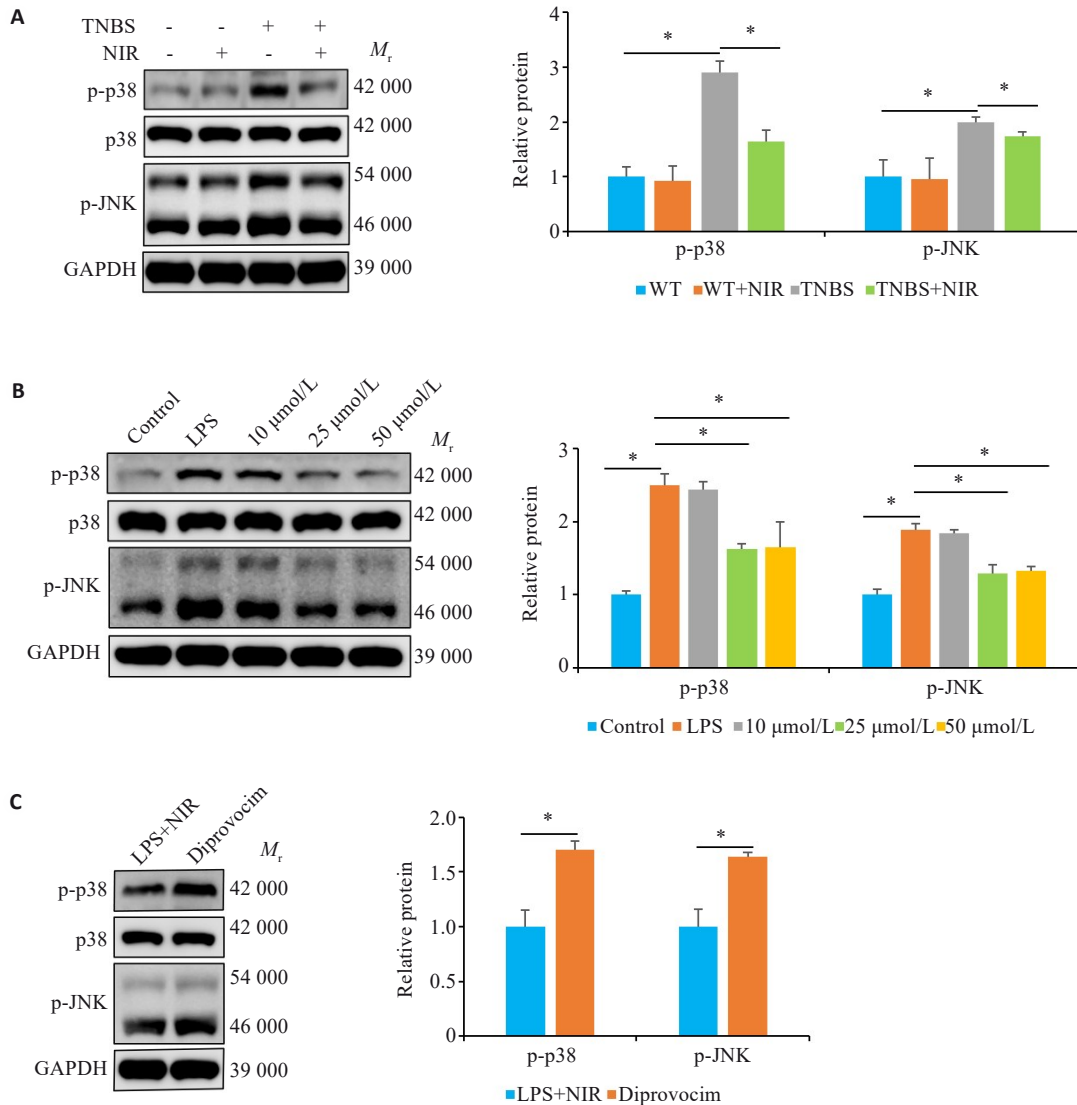 A
TNBS - - + +
NIR - + - + Mr
p-p38 42 000
p38 42 000
p-JNK 54 000
46 000
GAPDH 39 000
Relative protein
4
3
2
1
0
* *
* *
p-p38 p-JNK
WT WT+NIR TNBS TNBS+NIR
B
Control LPS 10 μmol/L 25 μmol/L 50 μmol/L Mr
p-p38 42 000
p38 42 000
p-JNK 54 000
46 000
GAPDH 39 000
Relative protein
3
2
1
0
*
*
*
*
*
*
p-p38 p-JNK
Control LPS 10 μmol/L 25 μmol/L 50 μmol/L
C
LPS+NIR Diprovocim Mr
p-p38 42 000
p38 42 000
p-JNK 54 000
46 000
GAPDH 39 000
Relative protein
2.0
1.5
1.0
0.5
0
* *
p-p38 p-JNK
LPS+NIR Diprovocim